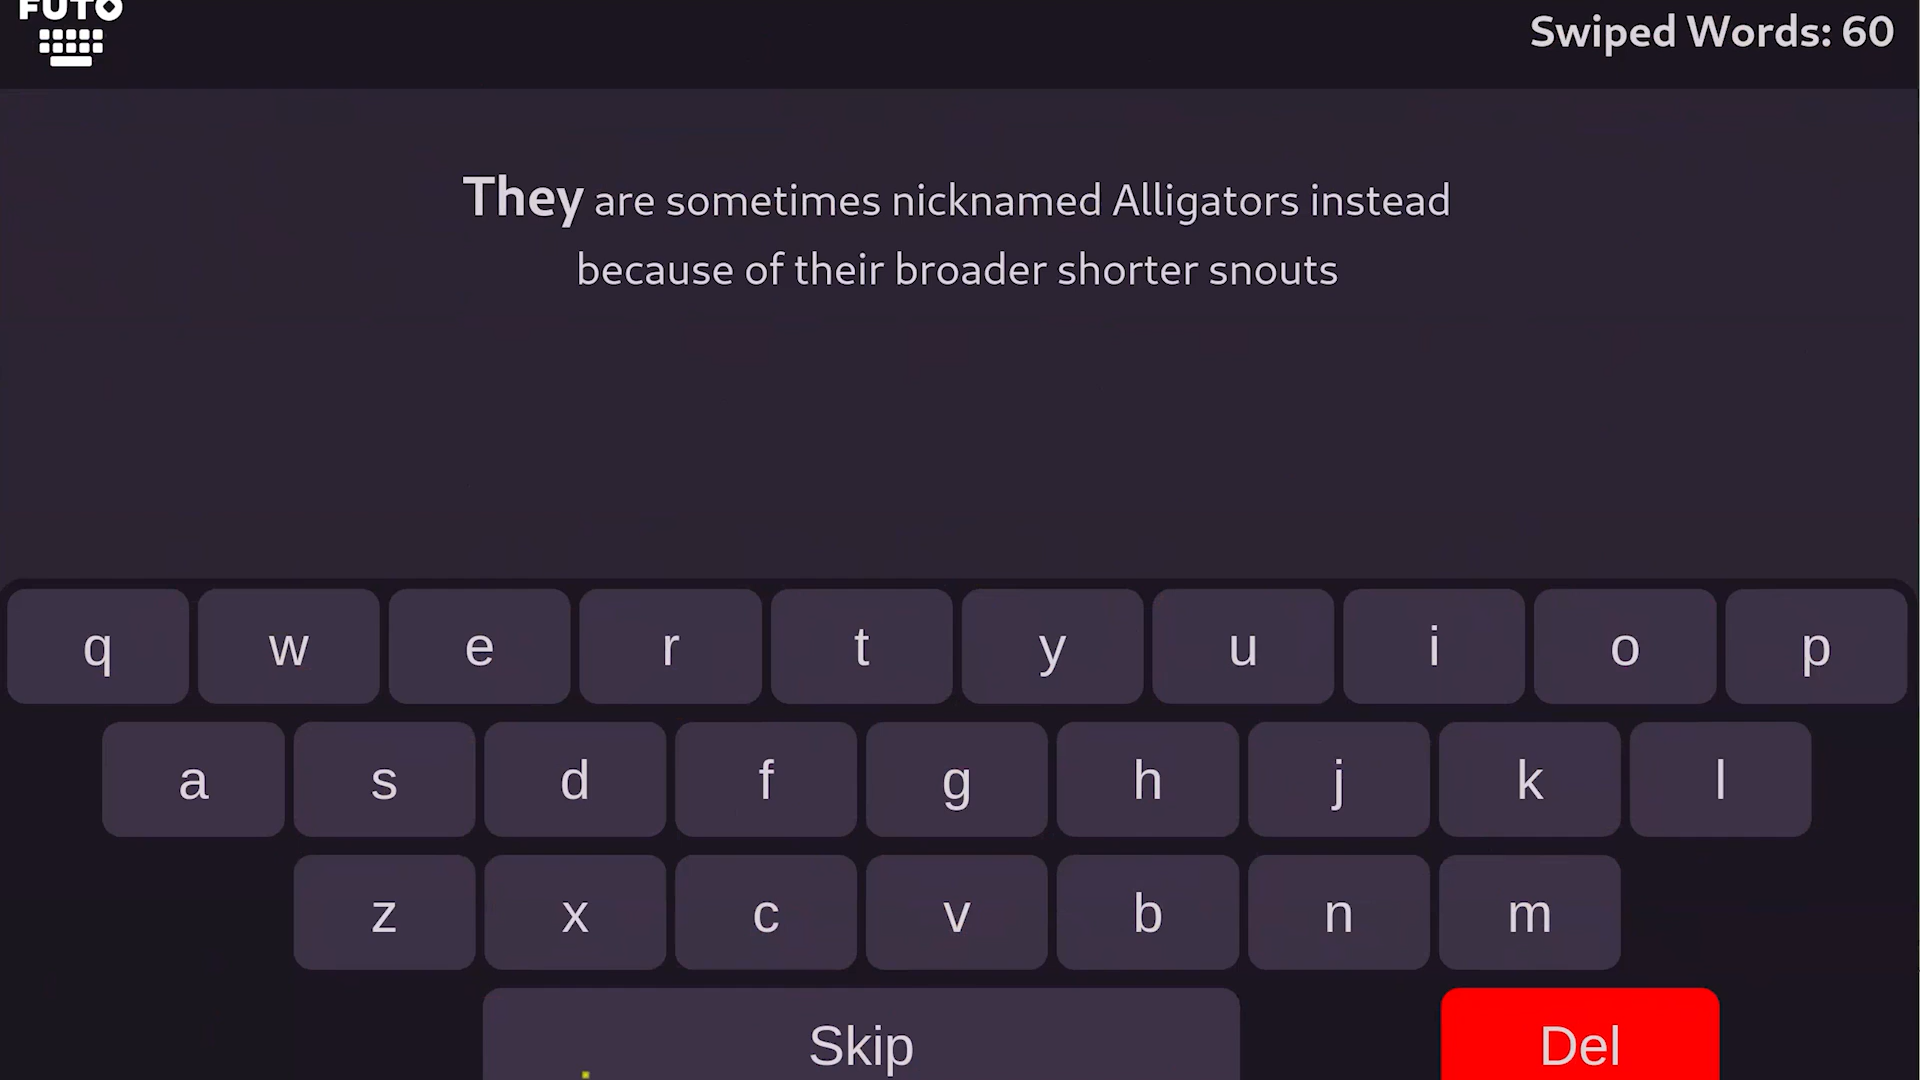 FUTO
Swiped Words: 60
They are sometimes nicknamed Alligators instead
because of their broader shorter snouts
q w e r t y u i o p
a s d f g h j k l
z x c v b n m
Skip Del